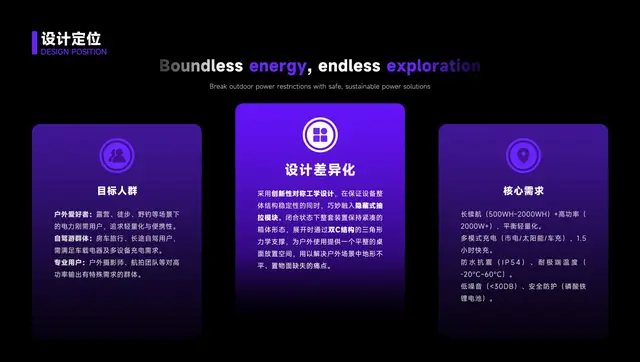 设计定位
DESIGN POSITION
Boundless energy, endless exploration
Break outdoor power restrictions with safe, sustainable power solutions
目标人群
户外爱好者：露营、徒步、野钓等场景下
的电力刚需用户，追求轻量化与便携性。
自驾游群体：房车旅行、长途自驾用户，
需满足车载电器及多设备充电需求。
专业用户：户外摄影师、航拍团队等对高
功率输出有特殊需求的群体。
设计差异化
采用创新性对称工学设计，在保证设备整
体结构稳定性的同时，巧妙融入隐藏式抽
拉模块。闭合状态下整套装置保持紧凑的
箱体形态，展开时通过双C结构的三角形
力学支撑，为户外使用提供一个平整的桌
面放置空间，用以解决户外场景中地形不
平、置物面缺失的痛点。
核心需求
长续航（500WH-2000WH）+高功率（
2000W+），平衡轻量化。
多模式充电（市电/太阳能/车充），1.5
小时快充。
防水抗震（IP54）、耐极端温度（
-20°C-60°C）。
低噪音（<30DB）、安全防护（磷酸铁
锂电池）。